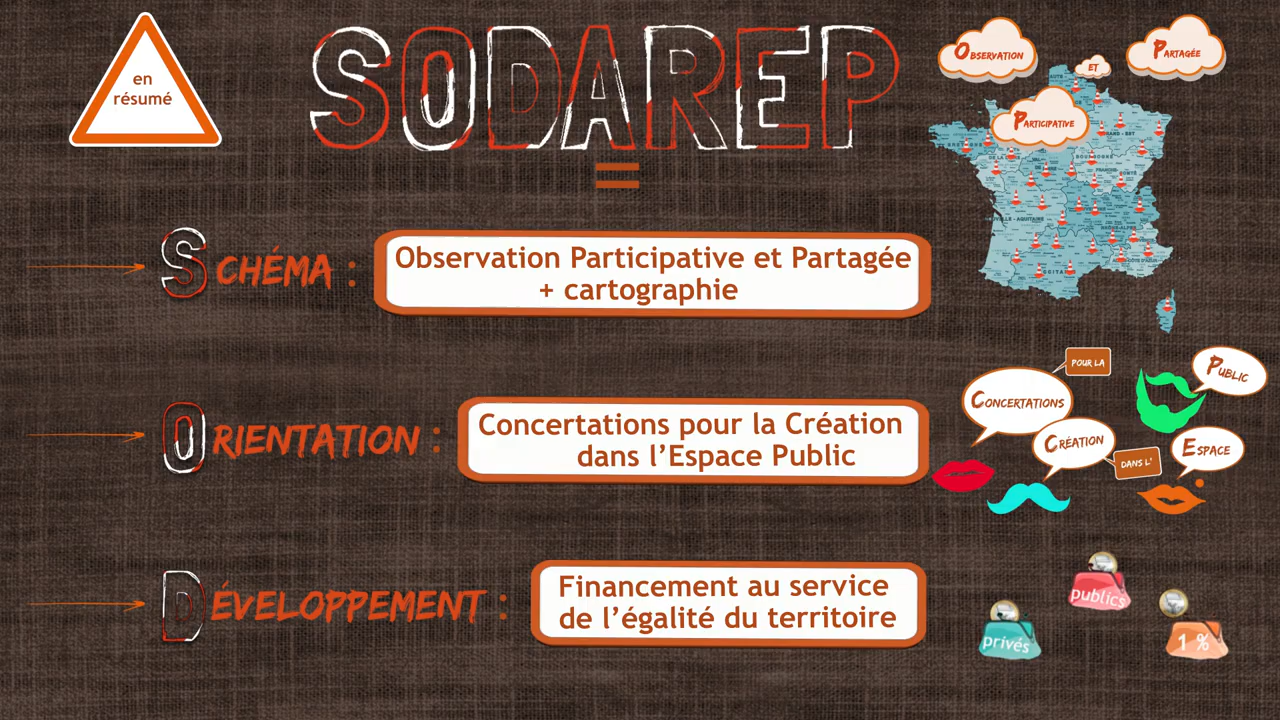 en
résumé
SODAREP
=
OBSERVATION
ET
PARTAGÉE
PARTICIPATIVE
SCHÉMA :
Observation Participative et Partagée
+ cartographie
ORIENTATION :
Concertations pour la Création
dans l'Espace Public
POUR LA
CONCERTATIONS
PUBLIC
CRÉATION
DANS L'
ESPACE
DÉVELOPPEMENT :
Financement au service
de l'égalité du territoire
publics
privés
1 %